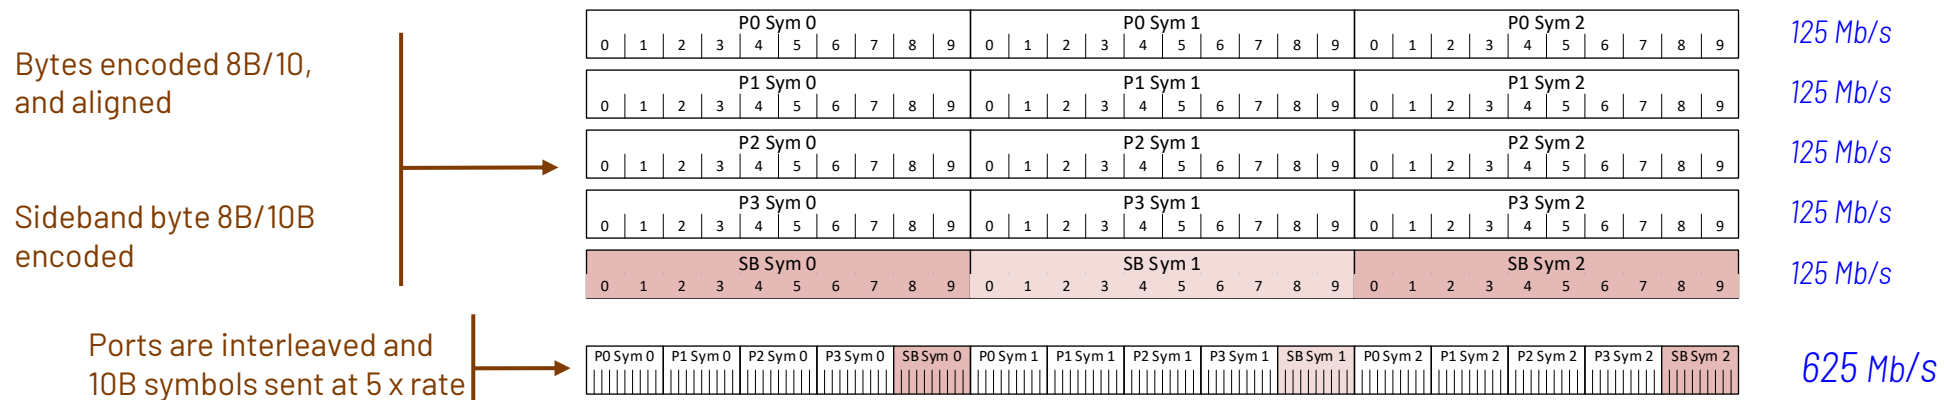 P0 Sym 0 P0 Sym 1 P0 Sym 2
0 1 2 3 4 5 6 7 8 9 0 1 2 3 4 5 6 7 8 9 0 1 2 3 4 5 6 7 8 9
125 Mb/s
Bytes encoded 8B/10,
and aligned
P1 Sym 0 P1 Sym 1 P1 Sym 2
0 1 2 3 4 5 6 7 8 9 0 1 2 3 4 5 6 7 8 9 0 1 2 3 4 5 6 7 8 9
125 Mb/s
P2 Sym 0 P2 Sym 1 P2 Sym 2
0 1 2 3 4 5 6 7 8 9 0 1 2 3 4 5 6 7 8 9 0 1 2 3 4 5 6 7 8 9
125 Mb/s
Sideband byte 8B/10B
encoded
P3 Sym 0 P3 Sym 1 P3 Sym 2
0 1 2 3 4 5 6 7 8 9 0 1 2 3 4 5 6 7 8 9 0 1 2 3 4 5 6 7 8 9
125 Mb/s
SB Sym 0 SB Sym 1 SB Sym 2
0 1 2 3 4 5 6 7 8 9 0 1 2 3 4 5 6 7 8 9 0 1 2 3 4 5 6 7 8 9
125 Mb/s
Ports are interleaved and
10B symbols sent at 5 x rate
P0 Sym 0 P1 Sym 0 P2 Sym 0 P3 Sym 0 SB Sym 0 P0 Sym 1 P1 Sym 1 P2 Sym 1 P3 Sym 1 SB Sym 1 P0 Sym 2 P1 Sym 2 P2 Sym 2 P3 Sym 2 SB Sym 2
625 Mb/s